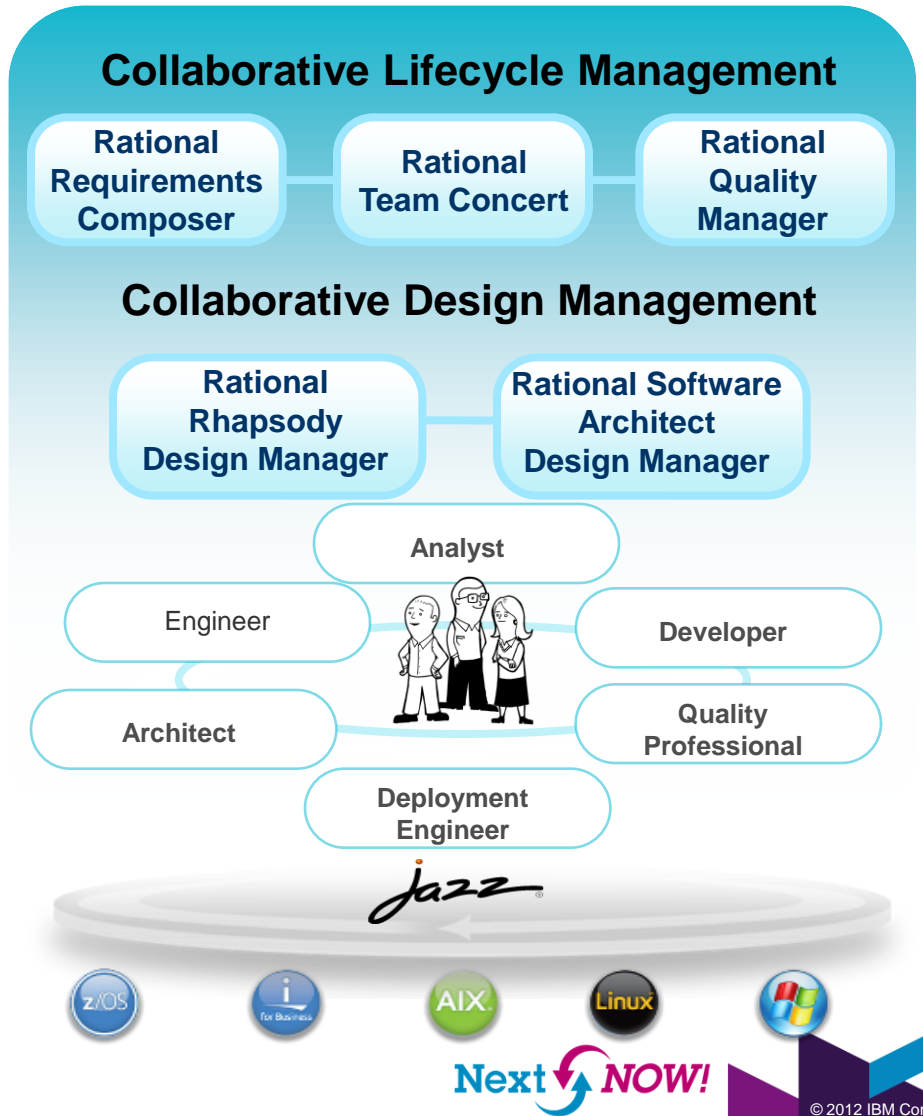 Collaborative Lifecycle Management
Rational
Requirements
Composer
Rational
Team Concert
Rational
Quality
Manager
Collaborative Design Management
Rational
Rhapsody
Design Manager
Rational Software
Architect
Design Manager
Analyst
Engineer
Developer
Architect
Quality
Professional
Deployment
Engineer
jazz
z/OS
i
for Business
AIX
Linux
Next NOW!
© 2012 IBM Co